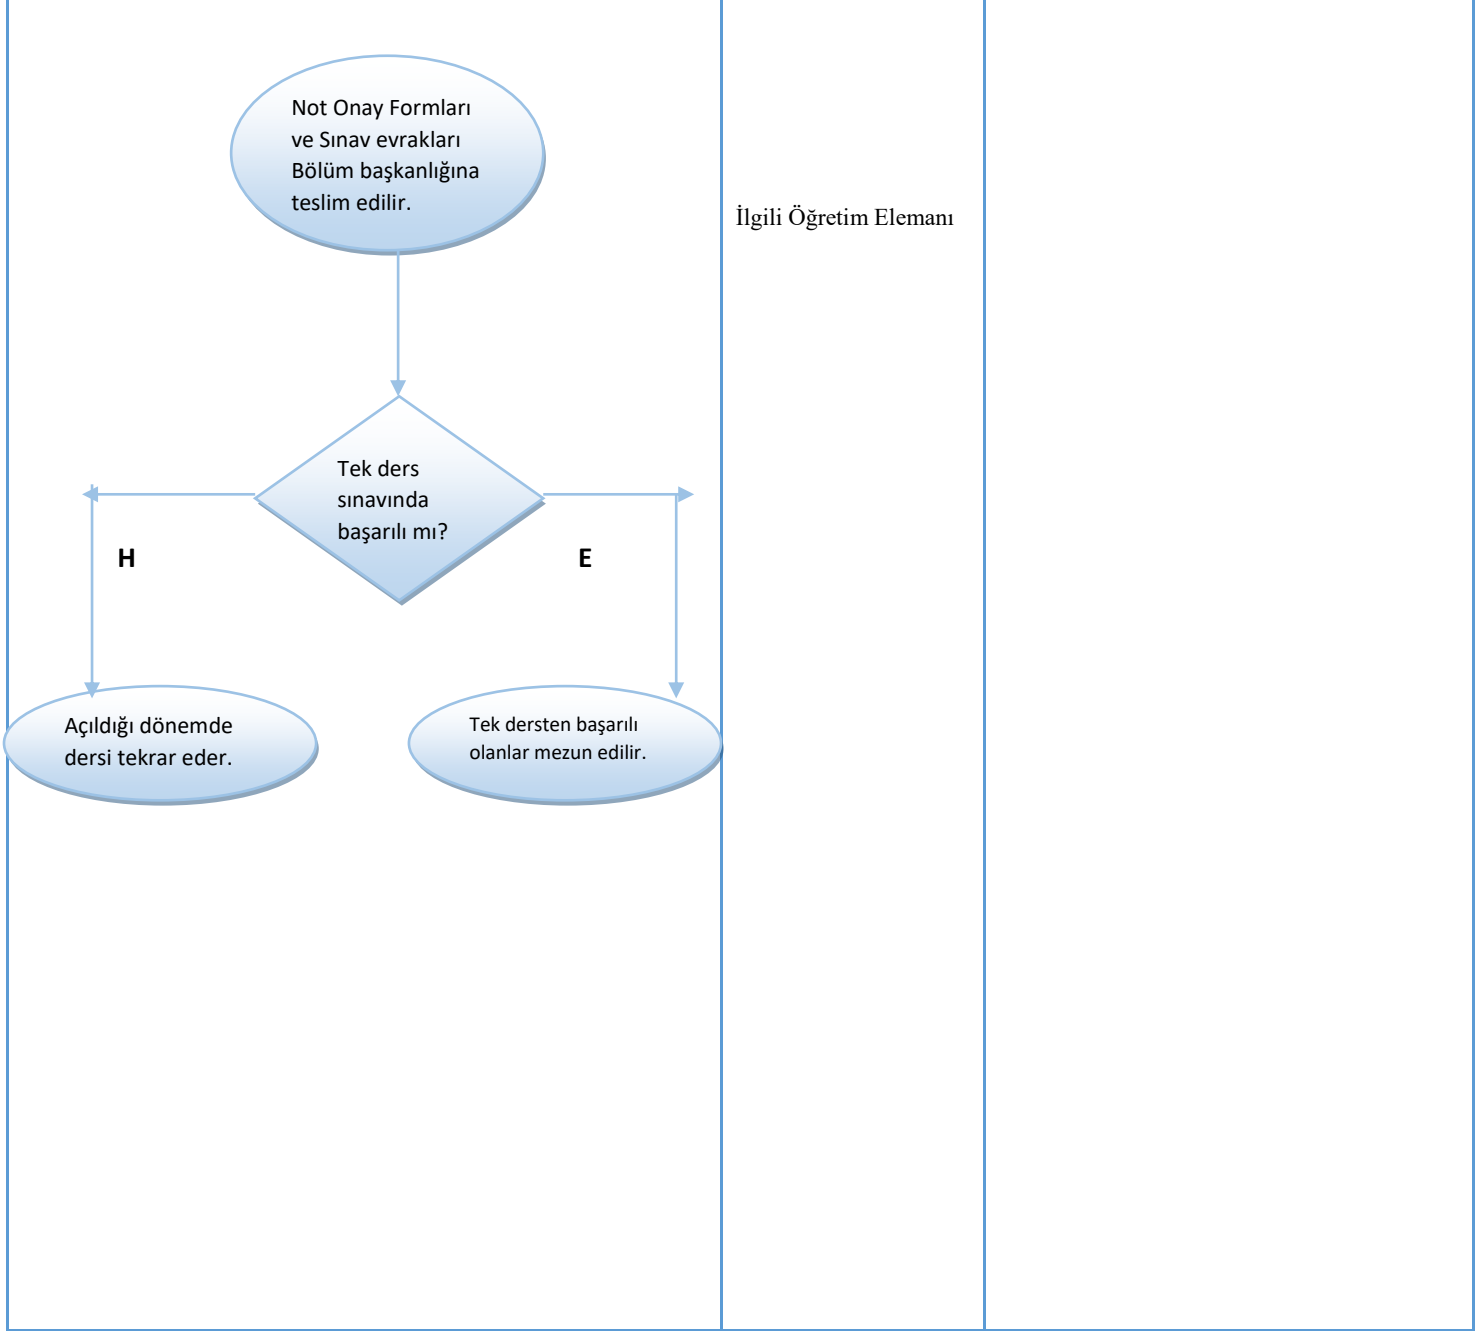 Not Onay Formları
ve Sınav evrakları
Bölüm başkanlığına
teslim edilir.
İlgili Öğretim Elemanı
Tek ders
sınavında
başarılı mı?
H
E
Açıldığı dönemde
dersi tekrar eder.
Tek dersten başarılı
olanlar mezun edilir.